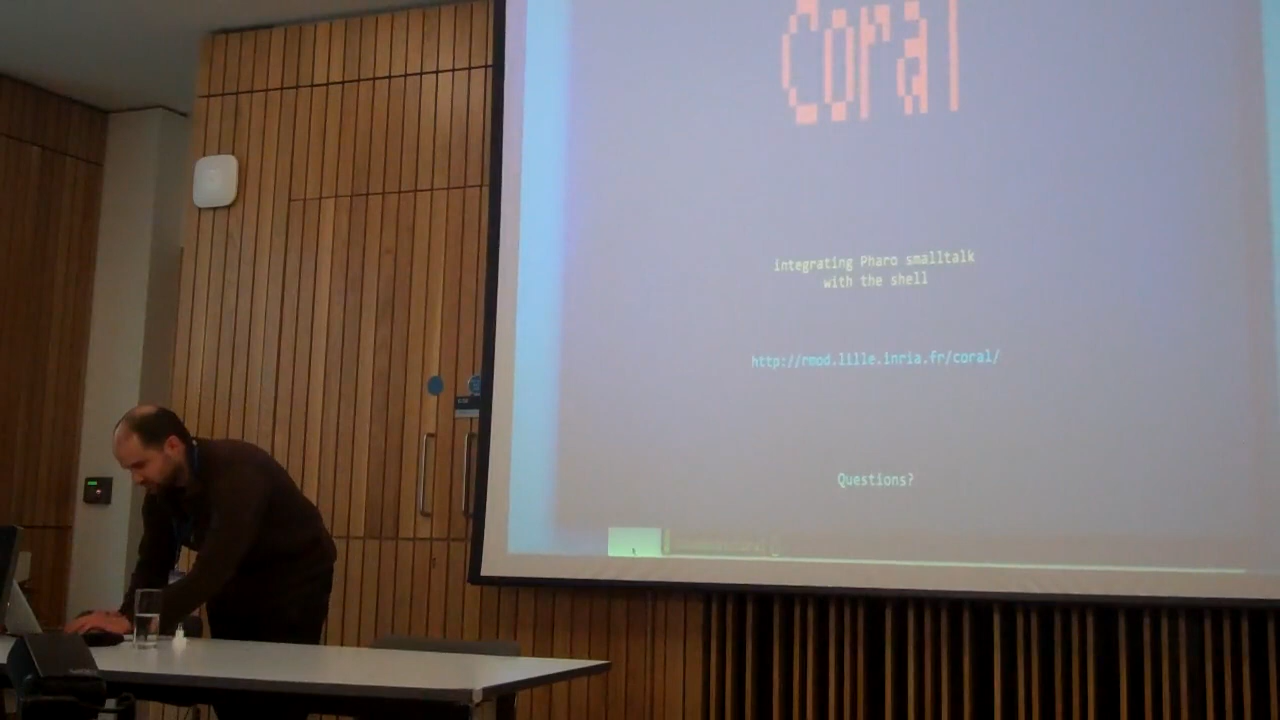 Coral
integrating Pharo smalltalk
with the shell
http://rmod.lille.inria.fr/coral/
Questions?